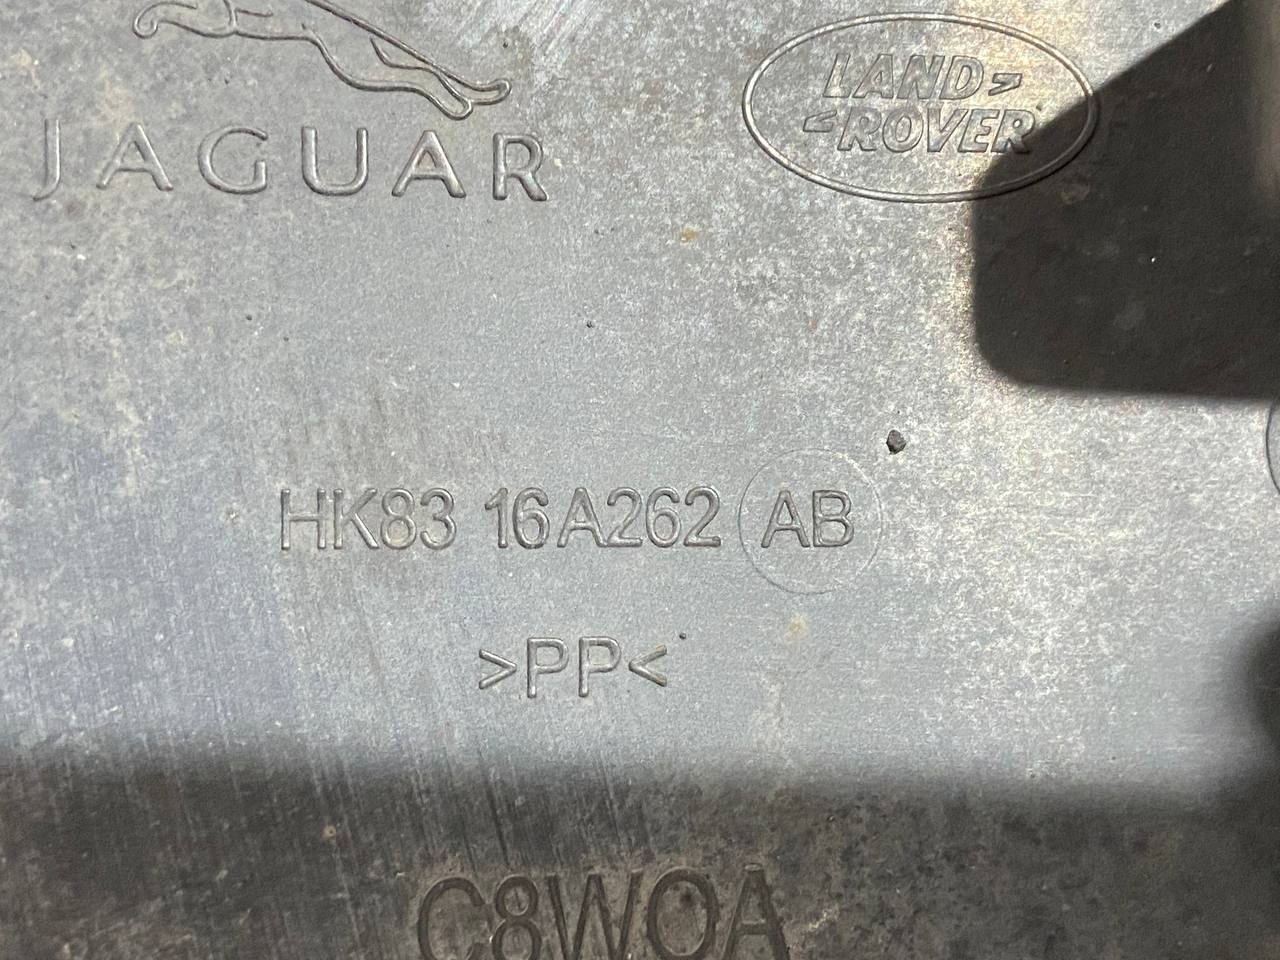 JAGUAR
LAND
ROVER
HK83 16A262 AB
>PP<
C8WOA